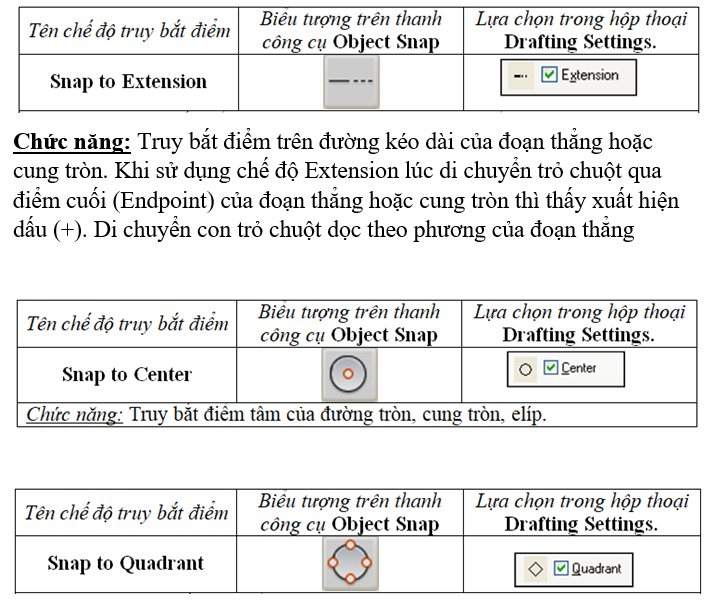 Tên chế độ truy bắt điểm
Biểu tượng trên thanh
công cụ Object Snap
Lựa chọn trong hộp thoại
Drafting Settings.
Snap to Extension
Extension
Chức năng: Truy bắt điểm trên đường kéo dài của đoạn thẳng hoặc
cung tròn. Khi sử dụng chế độ Extension lúc di chuyển trỏ chuột qua
điểm cuối (Endpoint) của đoạn thẳng hoặc cung tròn thì thấy xuất hiện
dấu (+). Di chuyển con trỏ chuột dọc theo phương của đoạn thẳng
Tên chế độ truy bắt điểm
Biểu tượng trên thanh
công cụ Object Snap
Lựa chọn trong hộp thoại
Drafting Settings.
Snap to Center
Center
Chức năng: Truy bắt điểm tâm của đường tròn, cung tròn, elíp.
Tên chế độ truy bắt điểm
Biểu tượng trên thanh
công cụ Object Snap
Lựa chọn trong hộp thoại
Drafting Settings.
Snap to Quadrant
Quadrant